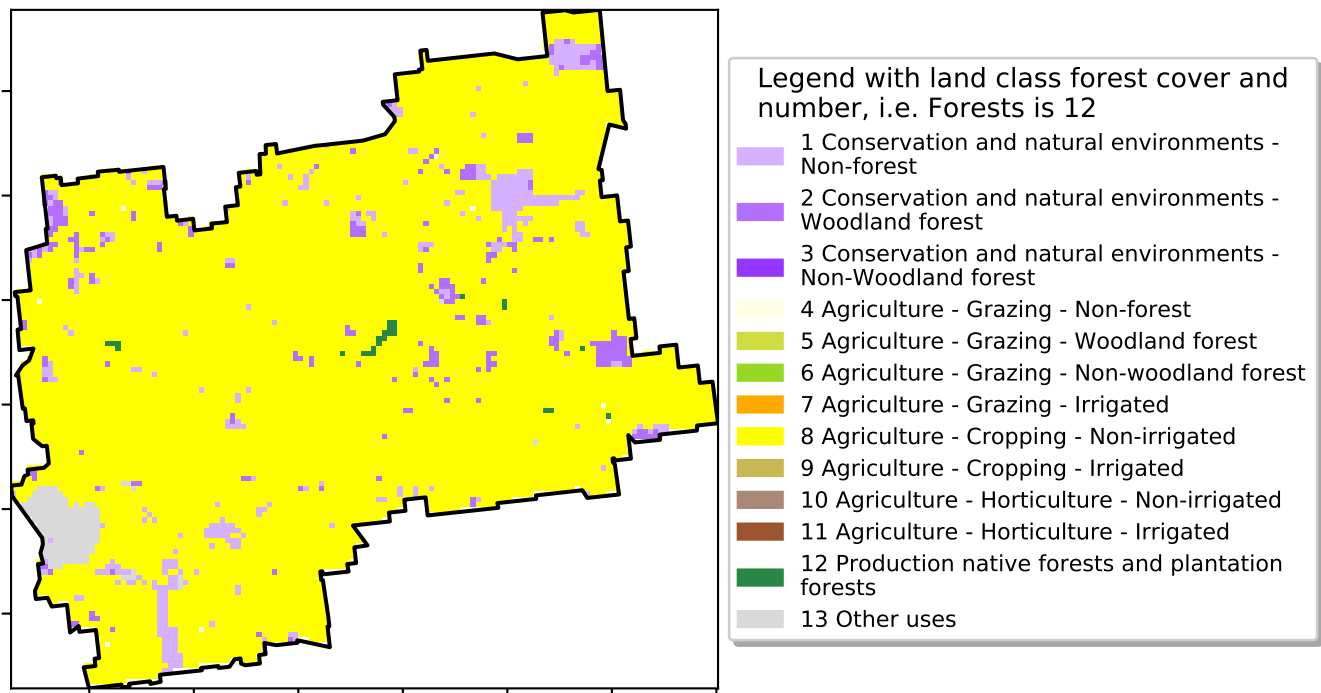 Legend with land class forest cover and
number, i.e. Forests is 12
1 Conservation and natural environments -
Non-forest
2 Conservation and natural environments -
Woodland forest
3 Conservation and natural environments -
Non-Woodland forest
4 Agriculture - Grazing - Non-forest
5 Agriculture - Grazing - Woodland forest
6 Agriculture - Grazing - Non-woodland forest
7 Agriculture - Grazing - Irrigated
8 Agriculture - Cropping - Non-irrigated
9 Agriculture - Cropping - Irrigated
10 Agriculture - Horticulture - Non-irrigated
11 Agriculture - Horticulture - Irrigated
12 Production native forests and plantation
forests
13 Other uses